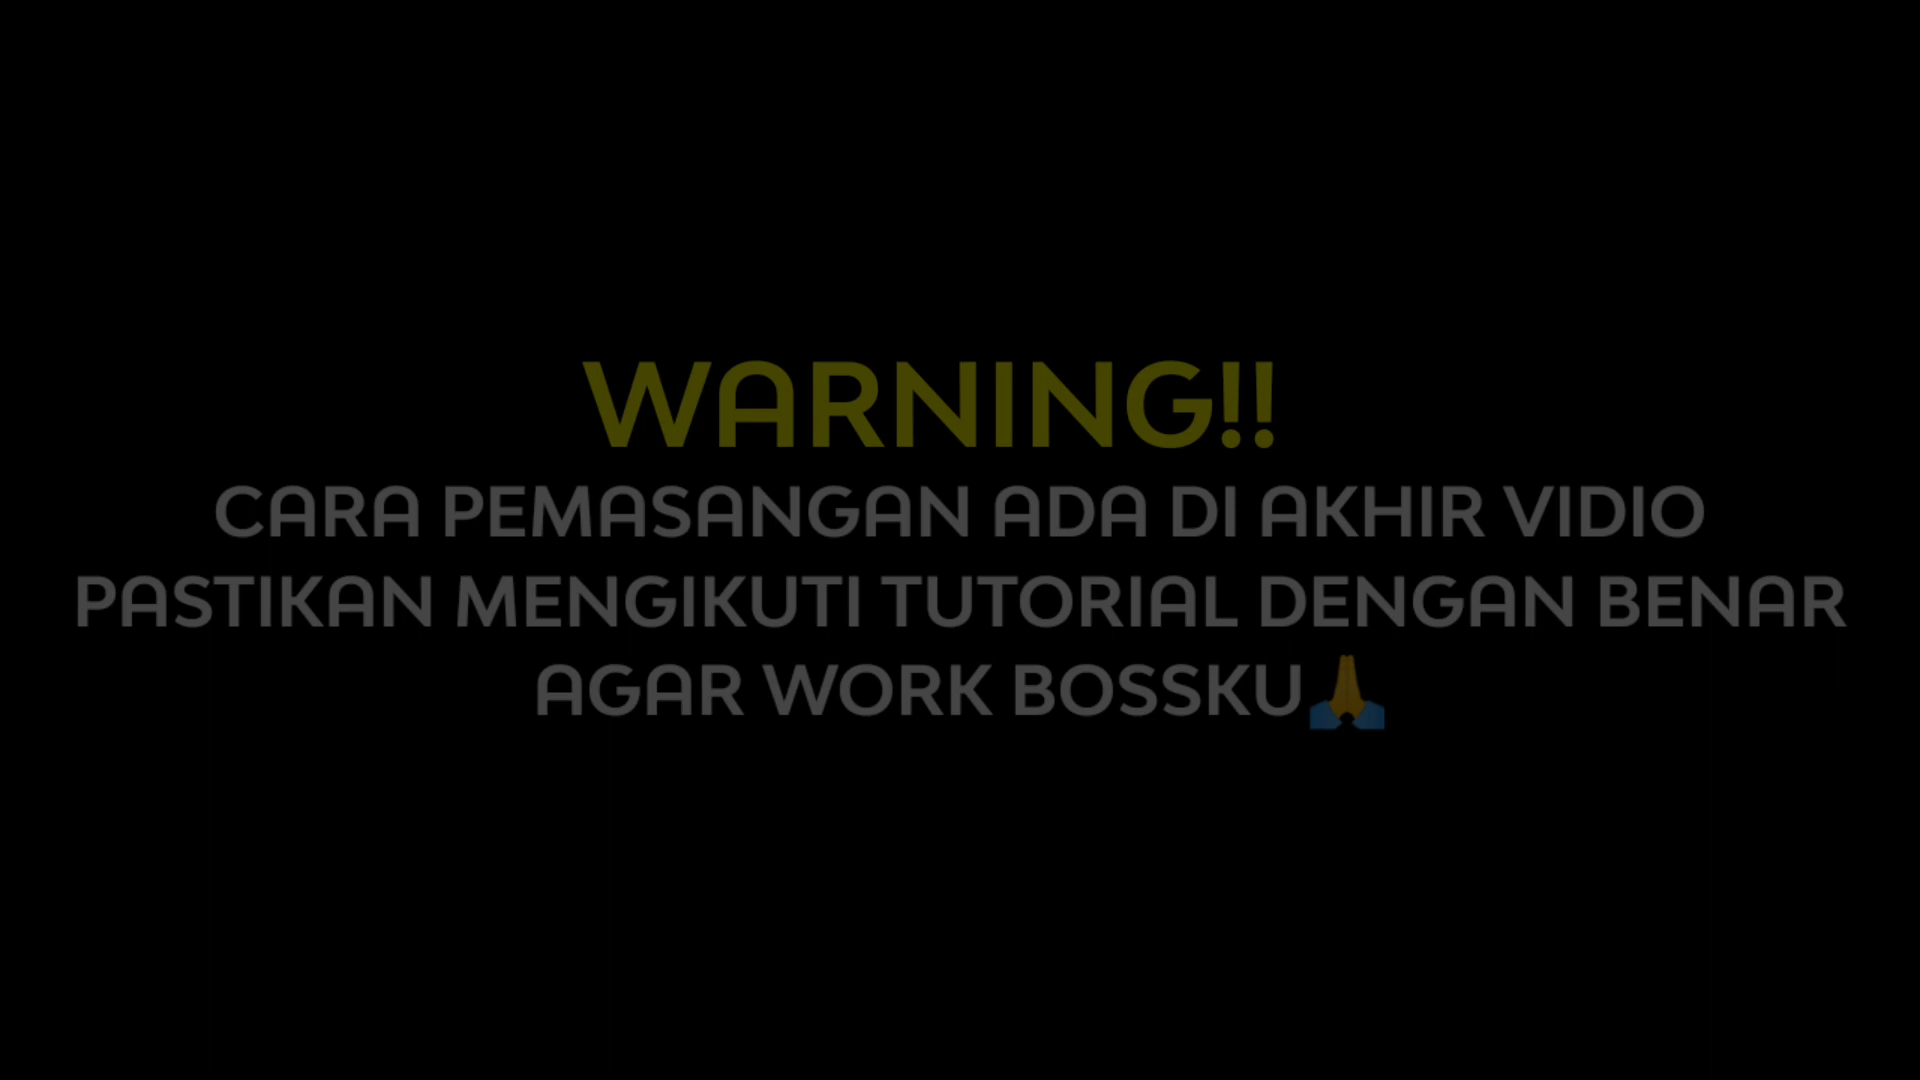 WARNING!!
CARA PEMASANGAN ADA DI AKHIR VIDIO
PASTIKAN MENGIKUTI TUTORIAL DENGAN BENAR
AGAR WORK BOSSKU🙏